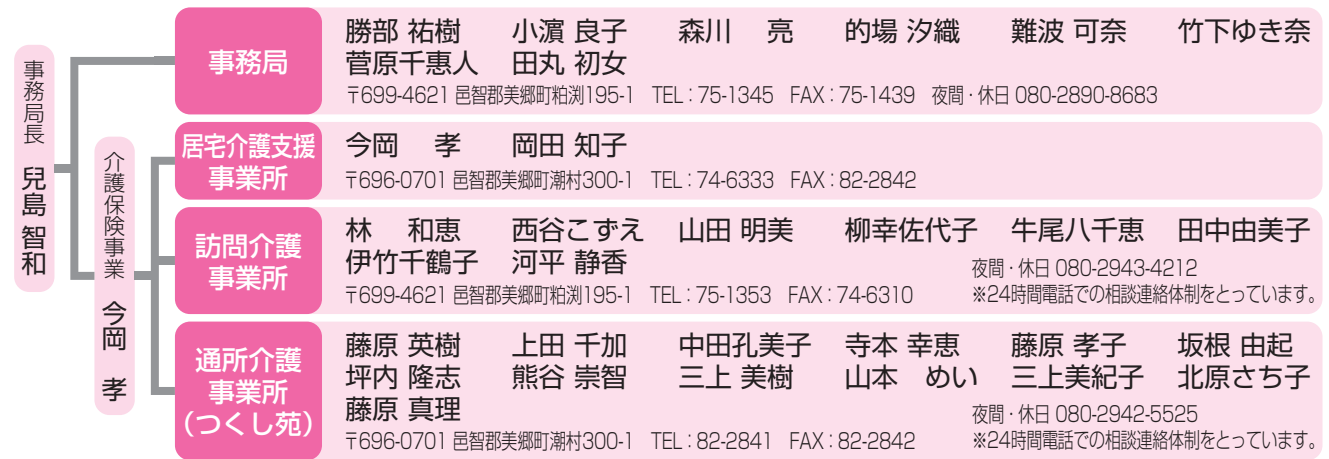 事務局長 兒島 智和
介護保険事業 今岡 孝
事務局
勝部 祐樹 小濵 良子 森川 亮 的場 汐織 難波 可奈 竹下ゆき奈
菅原千惠人 田丸 初女
〒699-4621 邑智郡美郷町粕渕195-1 TEL:75-1345 FAX:75-1439 夜間・休日 080-2890-8683
居宅介護支援
事業所
今岡 孝 岡田 知子
〒696-0701 邑智郡美郷町潮村300-1 TEL:74-6333 FAX:82-2842
訪問介護
事業所
林 和恵 西谷こずえ 山田 明美 柳幸佐代子 牛尾八千恵 田中由美子
伊竹千鶴子 河平 静香
夜間・休日 080-2943-4212
〒699-4621 邑智郡美郷町粕渕195-1 TEL:75-1353 FAX:74-6310 ※24時間電話での相談連絡体制をとっています。
通所介護
事業所
(つくし苑)
藤原 英樹 上田 千加 中田孔美子 寺本 幸恵 藤原 孝子 坂根 由起
坪内 隆志 熊谷 崇智 三上 美樹 山本 めい 三上美紀子 北原さち子
藤原 真理
夜間・休日 080-2942-5525
〒696-0701 邑智郡美郷町潮村300-1 TEL:82-2841 FAX:82-2842 ※24時間電話での相談連絡体制をとっています。